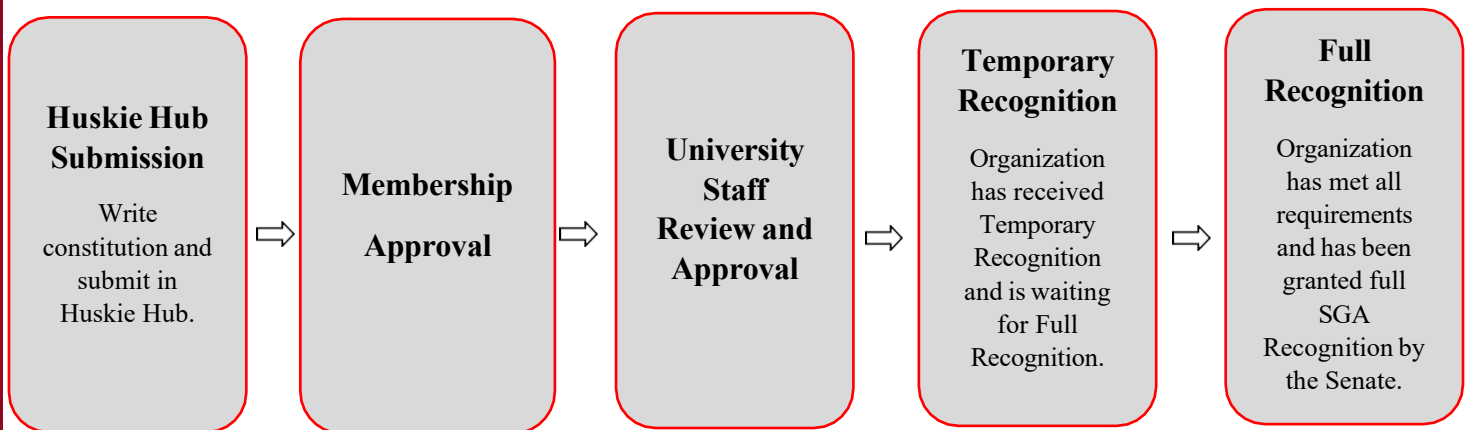 Huskie Hub
Submission
Write
constitution and
submit in
Huskie Hub.
Membership
Approval
University
Staff
Review and
Approval
Temporary
Recognition
Organization
has received
Temporary
Recognition
and is waiting
for Full
Recognition.
Full
Recognition
Organization
has met all
requirements
and has been
granted full
SGA
Recognition by
the Senate.